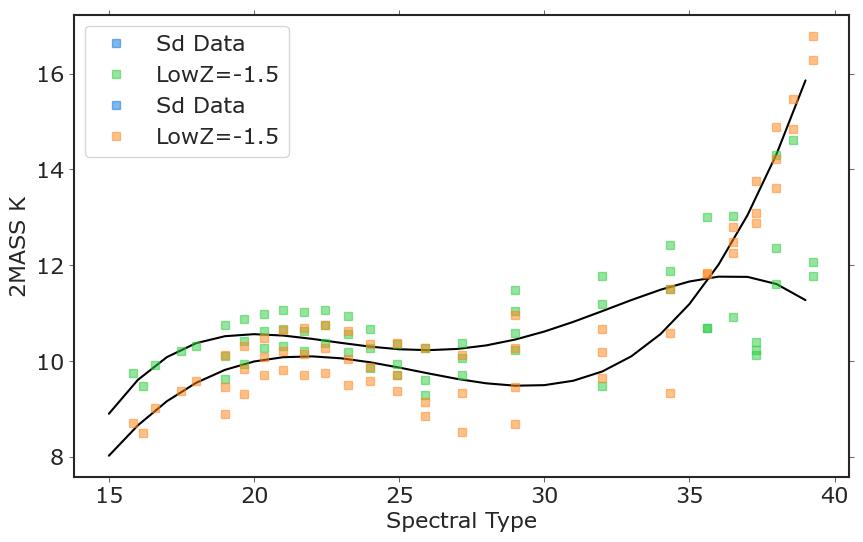 Sd Data
LowZ=-1.5
Sd Data
LowZ=-1.5
16
14
12
10
8
2MASS K
15 20 25 30 35 40
Spectral Type